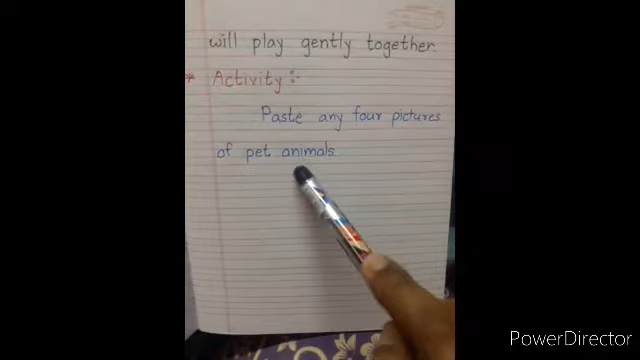 will play gently together.
* Activity :-
Paste any four pictures
of pet animals.
PowerDirector